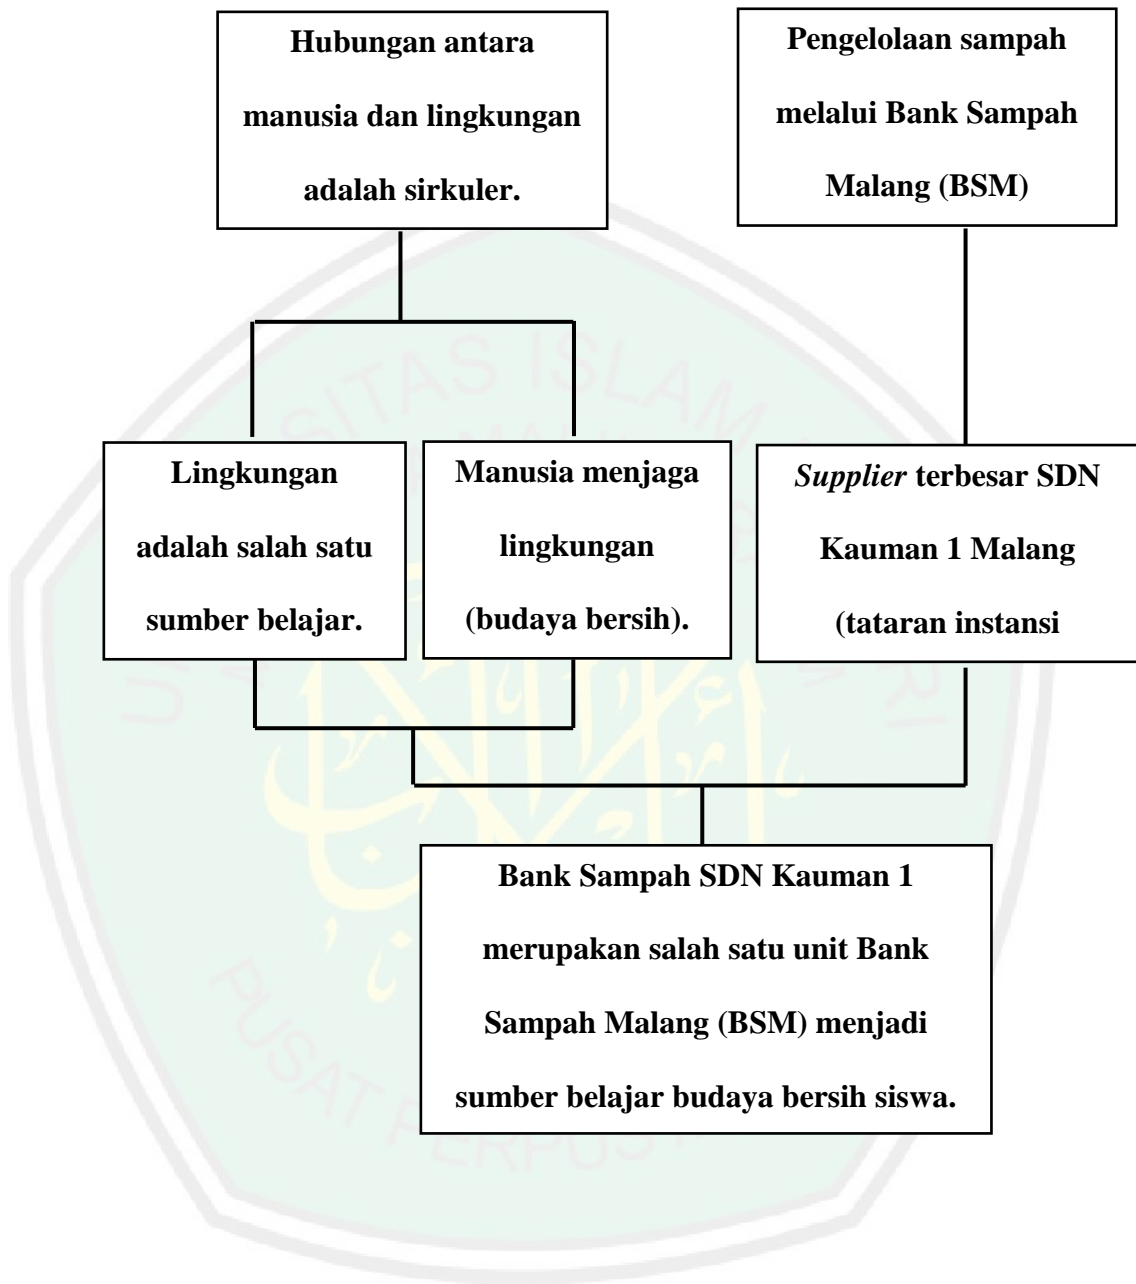 Hubungan antara
manusia dan lingkungan
adalah sirkuler.
Pengelolaan sampah
melalui Bank Sampah
Malang (BSM)
Lingkungan
adalah salah satu
sumber belajar.
Manusia menjaga
lingkungan
(budaya bersih).
Supplier terbesar SDN
Kauman 1 Malang
(tataran instansi
Bank Sampah SDN Kauman 1
merupakan salah satu unit Bank
Sampah Malang (BSM) menjadi
sumber belajar budaya bersih siswa.